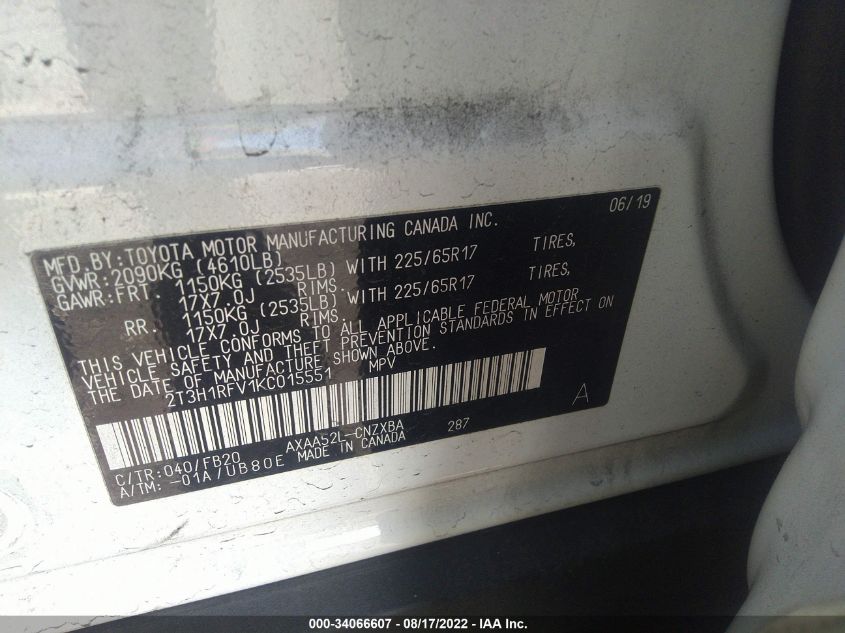 06/19
MFD.BY:TOYOTA MOTOR MANUFACTURING CANADA INC.
GVWR:2090KG (4610LB)
GAWR:FRT. 1150KG (2535LB) WITH 225/65R17 TIRES,
17X7.0J RIMS.
RR. 1150KG (2535LB) WITH 225/65R17 TIRES,
17X7.0J RIMS.
THIS VEHICLE CONFORMS TO ALL APPLICABLE FEDERAL MOTOR
VEHICLE SAFETY AND THEFT PREVENTION STANDARDS IN EFFECT ON
THE DATE OF MANUFACTURE SHOWN ABOVE.
2T3H1RFV1KC015551 MPV
A
C/TR:040/FB20 AXAA52L-CNZXBA 287
A/TM:-01A/UB80E MADE IN CANADA
000-34066607 - 08/17/2022 - IAA Inc.